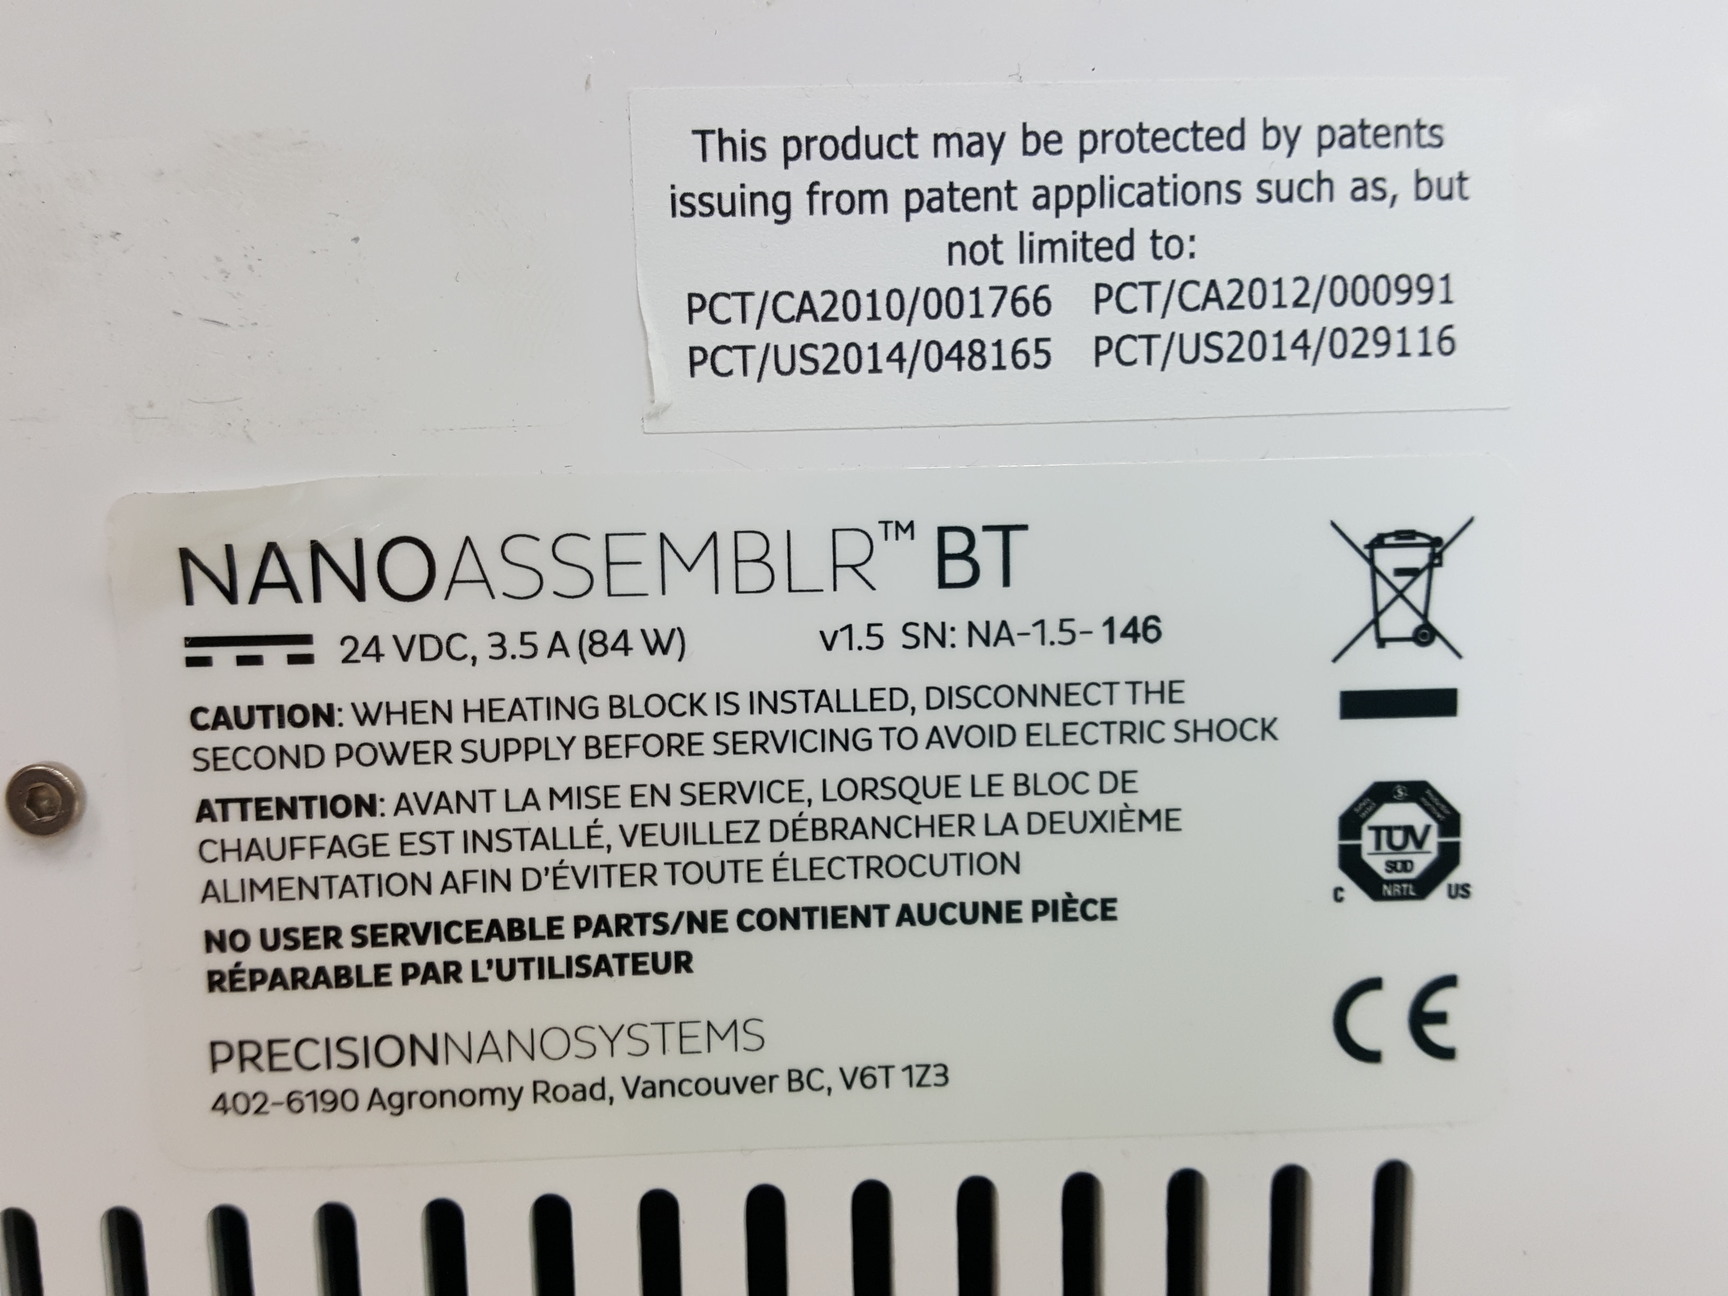 This product may be protected by patents
issuing from patent applications such as, but
not limited to:
PCT/CA2010/001766 PCT/CA2012/000991
PCT/US2014/048165 PCT/US2014/029116
NANOASSEMBLR™ BT
24 VDC, 3.5 A (84 W) v1.5 SN: NA-1.5-146
CAUTION: WHEN HEATING BLOCK IS INSTALLED, DISCONNECT THE
SECOND POWER SUPPLY BEFORE SERVICING TO AVOID ELECTRIC SHOCK
ATTENTION: AVANT LA MISE EN SERVICE, LORSQUE LE BLOC DE
CHAUFFAGE EST INSTALLÉ, VEUILLEZ DÉBRANCHER LA DEUXIÈME
ALIMENTATION AFIN D'ÉVITER TOUTE ÉLECTROCUTION
NO USER SERVICEABLE PARTS/NE CONTIENT AUCUNE PIÈCE
RÉPARABLE PAR L'UTILISATEUR
PRECISIONNANOSYSTEMS
402-6190 Agronomy Road, Vancouver BC, V6T 1Z3
TÜV
SÜD
C NRTL US
CE